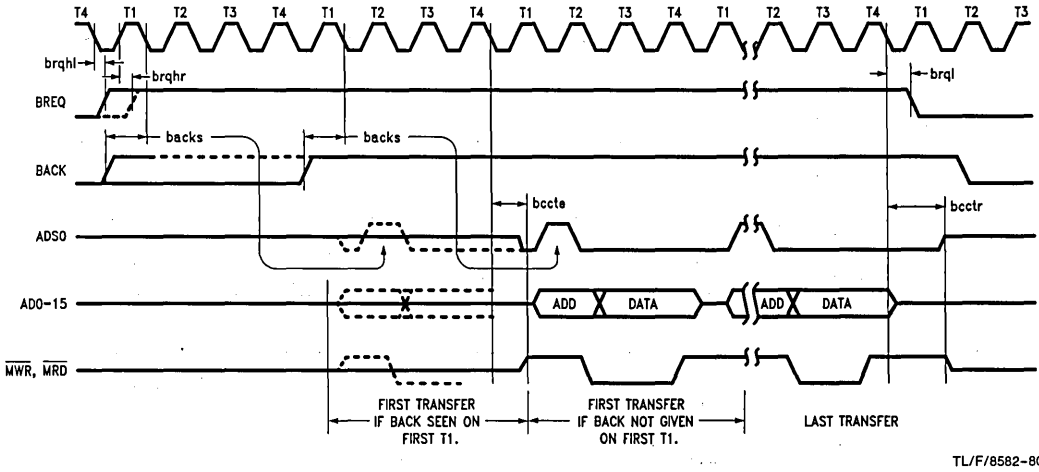 T4 T1 T2 T3 T4 T1 T2 T3 T4 T1 T2 T3 T4 T1 T2 T3 T4 T1 T2 T3
brqhl
brqhr
brql
BREQ
backs
backs
BACK
bccte
bcctr
ADS0
AD0-15
ADD
DATA
ADD
DATA
MWR, MRD
FIRST TRANSFER
IF BACK SEEN ON
FIRST T1.
FIRST TRANSFER
IF BACK NOT GIVEN
ON FIRST T1.
LAST TRANSFER
TL/F/8582-80